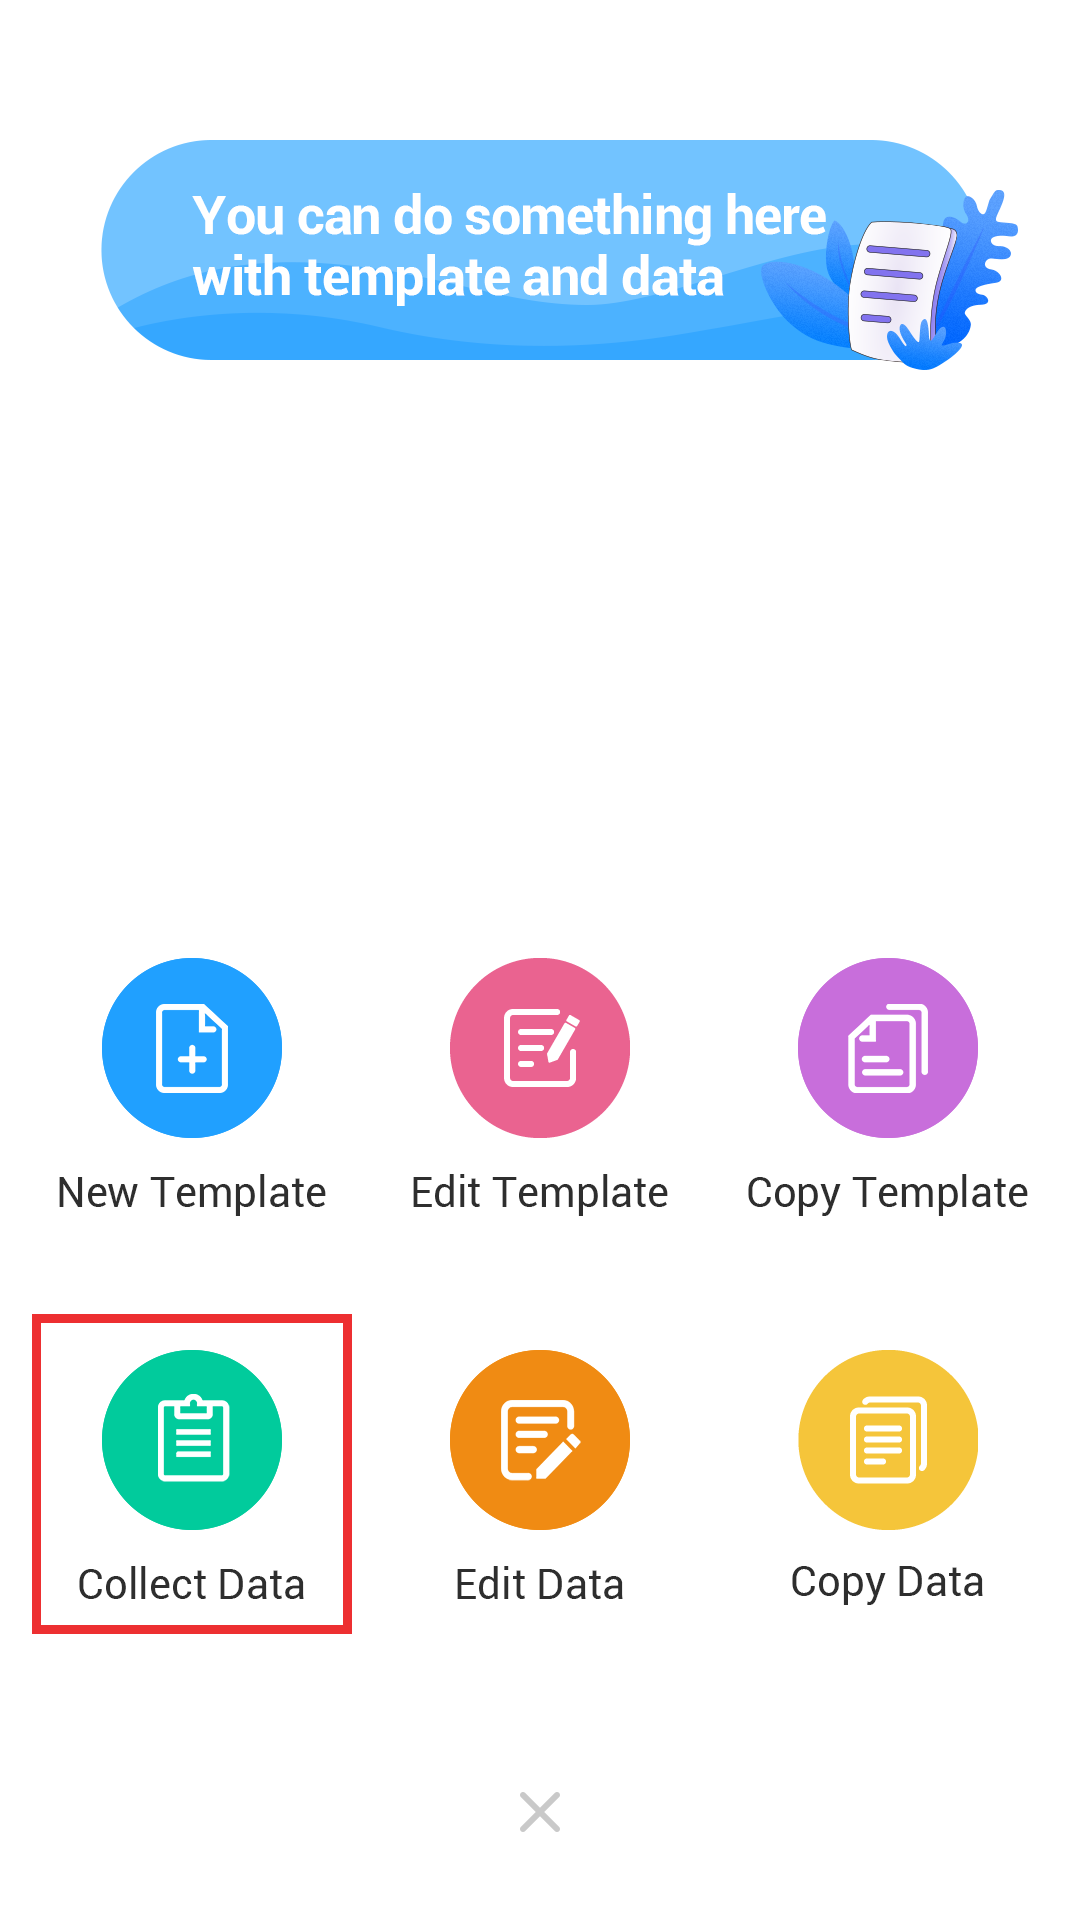 You can do something here
with template and data
New Template
Edit Template
Copy Template
Collect Data
Edit Data
Copy Data